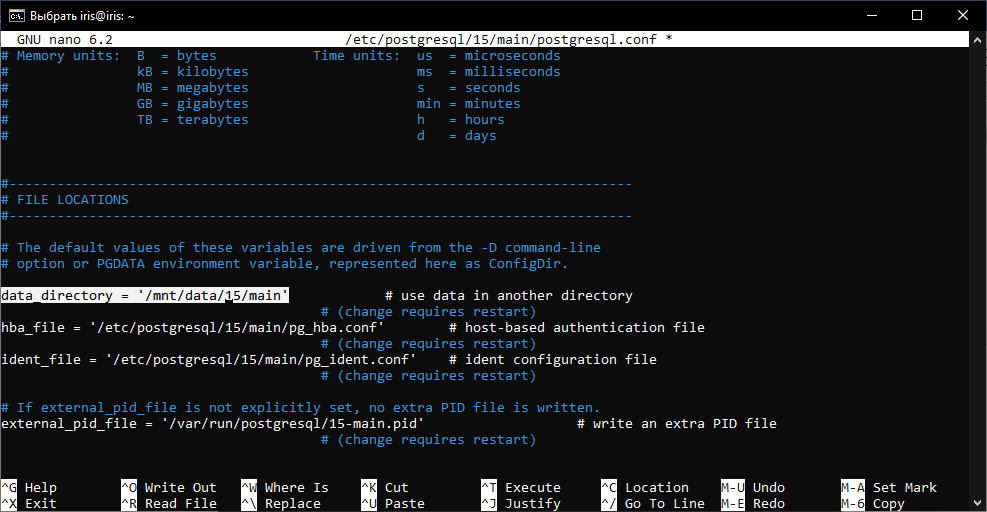 Выбрать iris@iris: ~
GNU nano 6.2 /etc/postgresql/15/main/postgresql.conf *
# Memory units: B = bytes Time units: us = microseconds
# kB = kilobytes ms = milliseconds
# MB = megabytes s = seconds
# GB = gigabytes min = minutes
# TB = terabytes h = hours
# d = days
#------------------------------------------------------------------------------
# FILE LOCATIONS
#------------------------------------------------------------------------------
# The default values of these variables are driven from the -D command-line
# option or PGDATA environment variable, represented here as ConfigDir.
data_directory = '/mnt/data/15/main' # use data in another directory
# (change requires restart)
hba_file = '/etc/postgresql/15/main/pg_hba.conf' # host-based authentication file
# (change requires restart)
ident_file = '/etc/postgresql/15/main/pg_ident.conf' # ident configuration file
# (change requires restart)
# If external_pid_file is not explicitly set, no extra PID file is written.
external_pid_file = '/var/run/postgresql/15-main.pid' # write an extra PID file
# (change requires restart)
^G Help ^O Write Out ^W Where Is ^K Cut ^T Execute ^C Location M-U Undo M-A Set Mark
^X Exit ^R Read File ^\ Replace ^U Paste ^J Justify ^/ Go To Line M-E Redo M-6 Copy